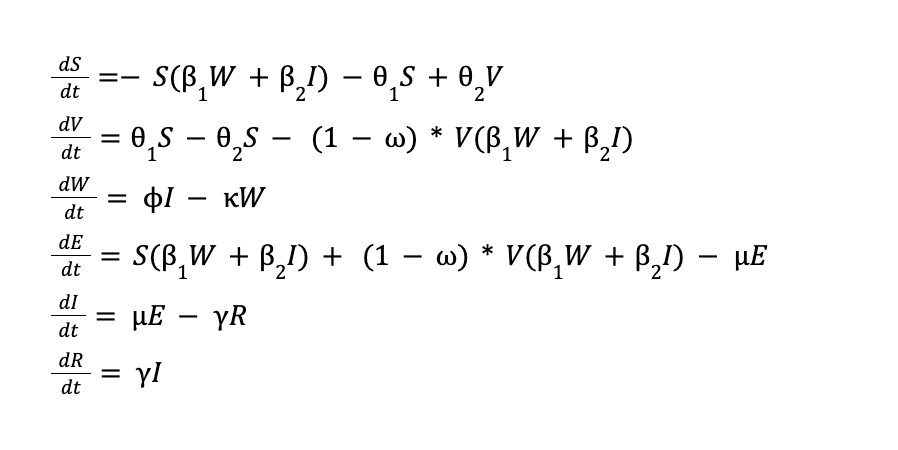 dS/dt =− S(β₁W + β₂I) − θ₁S + θ₂V
dV/dt = θ₁S − θ₂S − (1 − ω) * V(β₁W + β₂I)
dW/dt = ϕI − κW
dE/dt = S(β₁W + β₂I) + (1 − ω) * V(β₁W + β₂I) − μE
dI/dt = μE − γR
dR/dt = γI